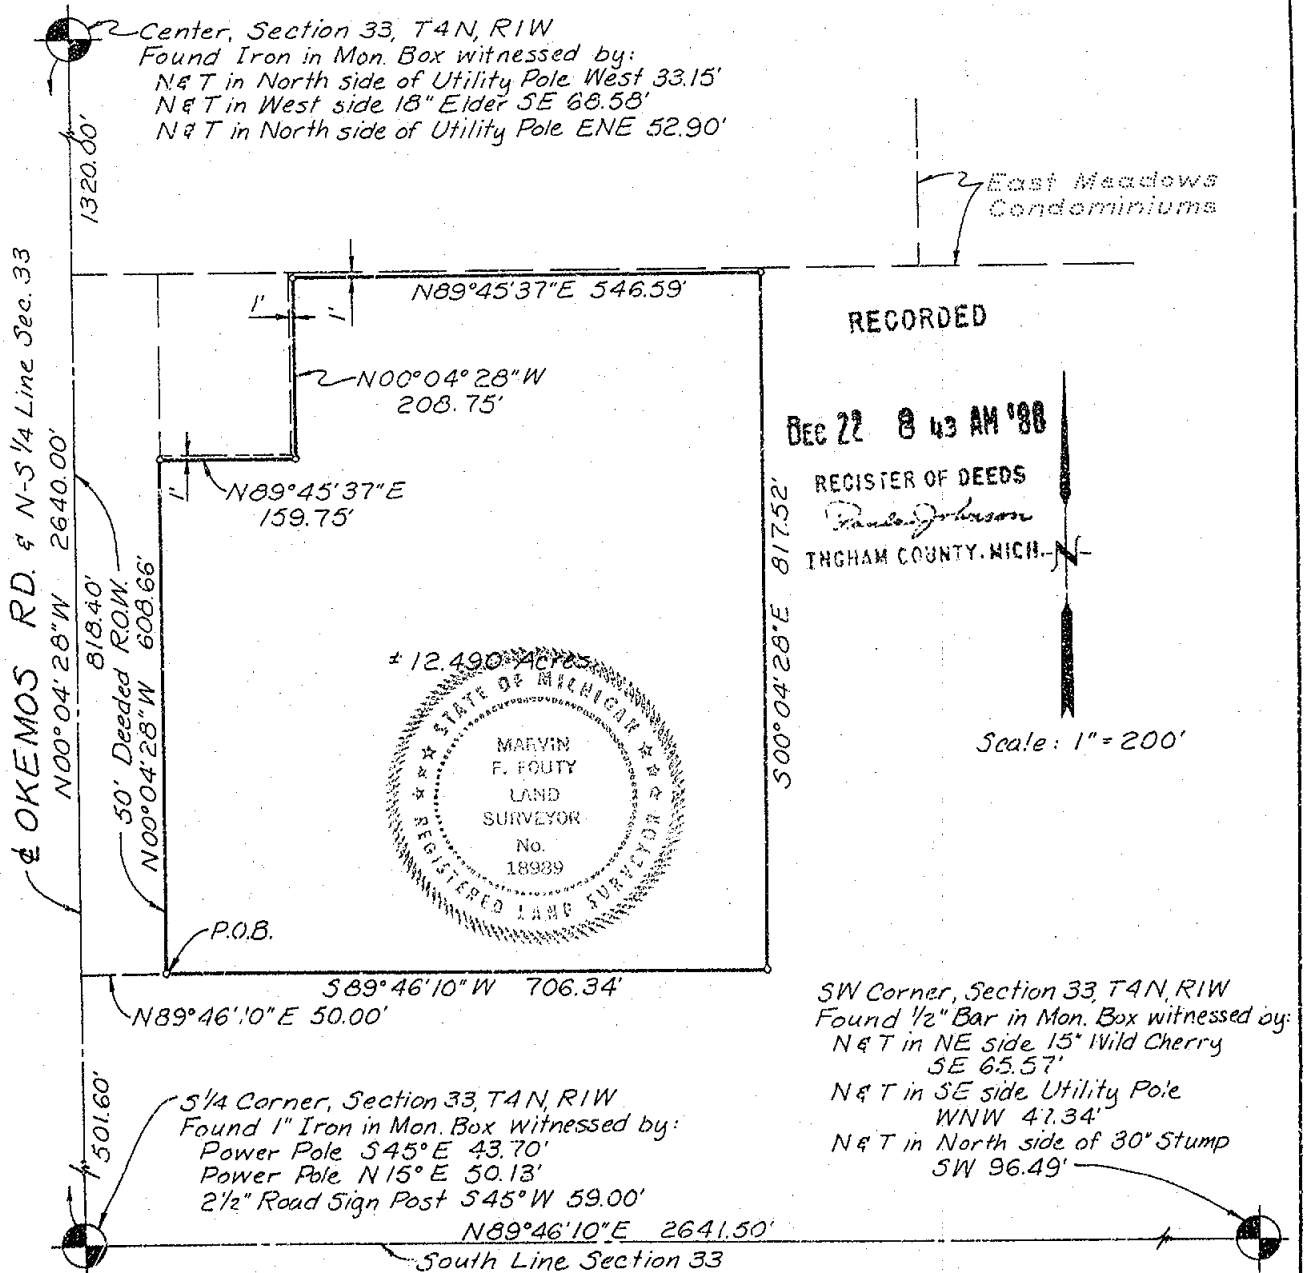 Center, Section 33, T4N, R1W
Found Iron in Mon. Box witnessed by:
N & T in North side of Utility Pole West 33.15'
N & T in West side 18" Elder SE 68.58'
N & T in North side of Utility Pole ENE 52.90'
1320.00'
East Meadows
Condominiums
N89°45'37"E 546.59'
1'
1'
RECORDED
N00°04°28"W
208.75'
DEC 22 8 43 AM '88
REGISTER OF DEEDS
INGHAM COUNTY, MICH.
N
N89°45'37"E
159.75'
1'
℄ OKEMOS RD. & N-S 1/4 Line Sec. 33
N00°04'28"W 2640.00'
818.40'
50' Deeded R.O.W.
N00°04'28"W 608.66'
S00°04'28"E 817.52'
± 12.490 Acres
STATE OF MICHIGAN
MARVIN
F. FOUTY
LAND
SURVEYOR
No.
18989
REGISTERED LAND SURVEYOR
Scale: 1" = 200'
P.O.B.
S89°46'10"W 706.34'
N89°46'10"E 50.00'
SW Corner, Section 33, T4N, R1W
Found 1/2" Bar in Mon. Box witnessed by:
N & T in NE side 15" Wild Cherry
SE 65.57'
N & T in SE side Utility Pole
WNW 47.34'
N & T in North side of 30" Stump
SW 96.49'
501.60'
S 1/4 Corner, Section 33, T4N, R1W
Found 1" Iron in Mon. Box witnessed by:
Power Pole S45°E 43.70'
Power Pole N15°E 50.13'
2 1/2" Road Sign Post S45°W 59.00'
N89°46'10"E 2641.50'
South Line Section 33